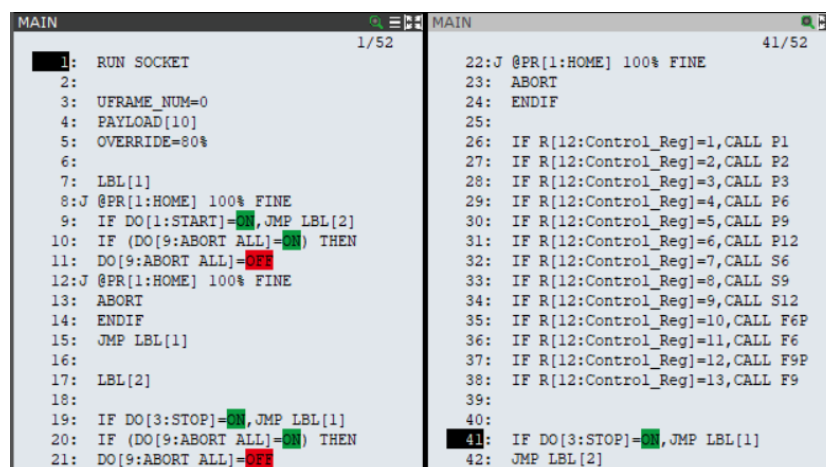 MAIN
1/52
1: RUN SOCKET
2:
3: UFRAME_NUM=0
4: PAYLOAD[10]
5: OVERRIDE=80%
6:
7: LBL[1]
8:J @PR[1:HOME] 100% FINE
9: IF DO[1:START]=ON,JMP LBL[2]
10: IF (DO[9:ABORT ALL]=ON) THEN
11: DO[9:ABORT ALL]=OFF
12:J @PR[1:HOME] 100% FINE
13: ABORT
14: ENDIF
15: JMP LBL[1]
16:
17: LBL[2]
18:
19: IF DO[3:STOP]=ON,JMP LBL[1]
20: IF (DO[9:ABORT ALL]=ON) THEN
21: DO[9:ABORT ALL]=OFF
MAIN
41/52
22:J @PR[1:HOME] 100% FINE
23: ABORT
24: ENDIF
25:
26: IF R[12:Control_Reg]=1,CALL P1
27: IF R[12:Control_Reg]=2,CALL P2
28: IF R[12:Control_Reg]=3,CALL P3
29: IF R[12:Control_Reg]=4,CALL P6
30: IF R[12:Control_Reg]=5,CALL P9
31: IF R[12:Control_Reg]=6,CALL P12
32: IF R[12:Control_Reg]=7,CALL S6
33: IF R[12:Control_Reg]=8,CALL S9
34: IF R[12:Control_Reg]=9,CALL S12
35: IF R[12:Control_Reg]=10,CALL F6P
36: IF R[12:Control_Reg]=11,CALL F6
37: IF R[12:Control_Reg]=12,CALL F9P
38: IF R[12:Control_Reg]=13,CALL F9
39:
40:
41: IF DO[3:STOP]=ON,JMP LBL[1]
42: JMP LBL[2]